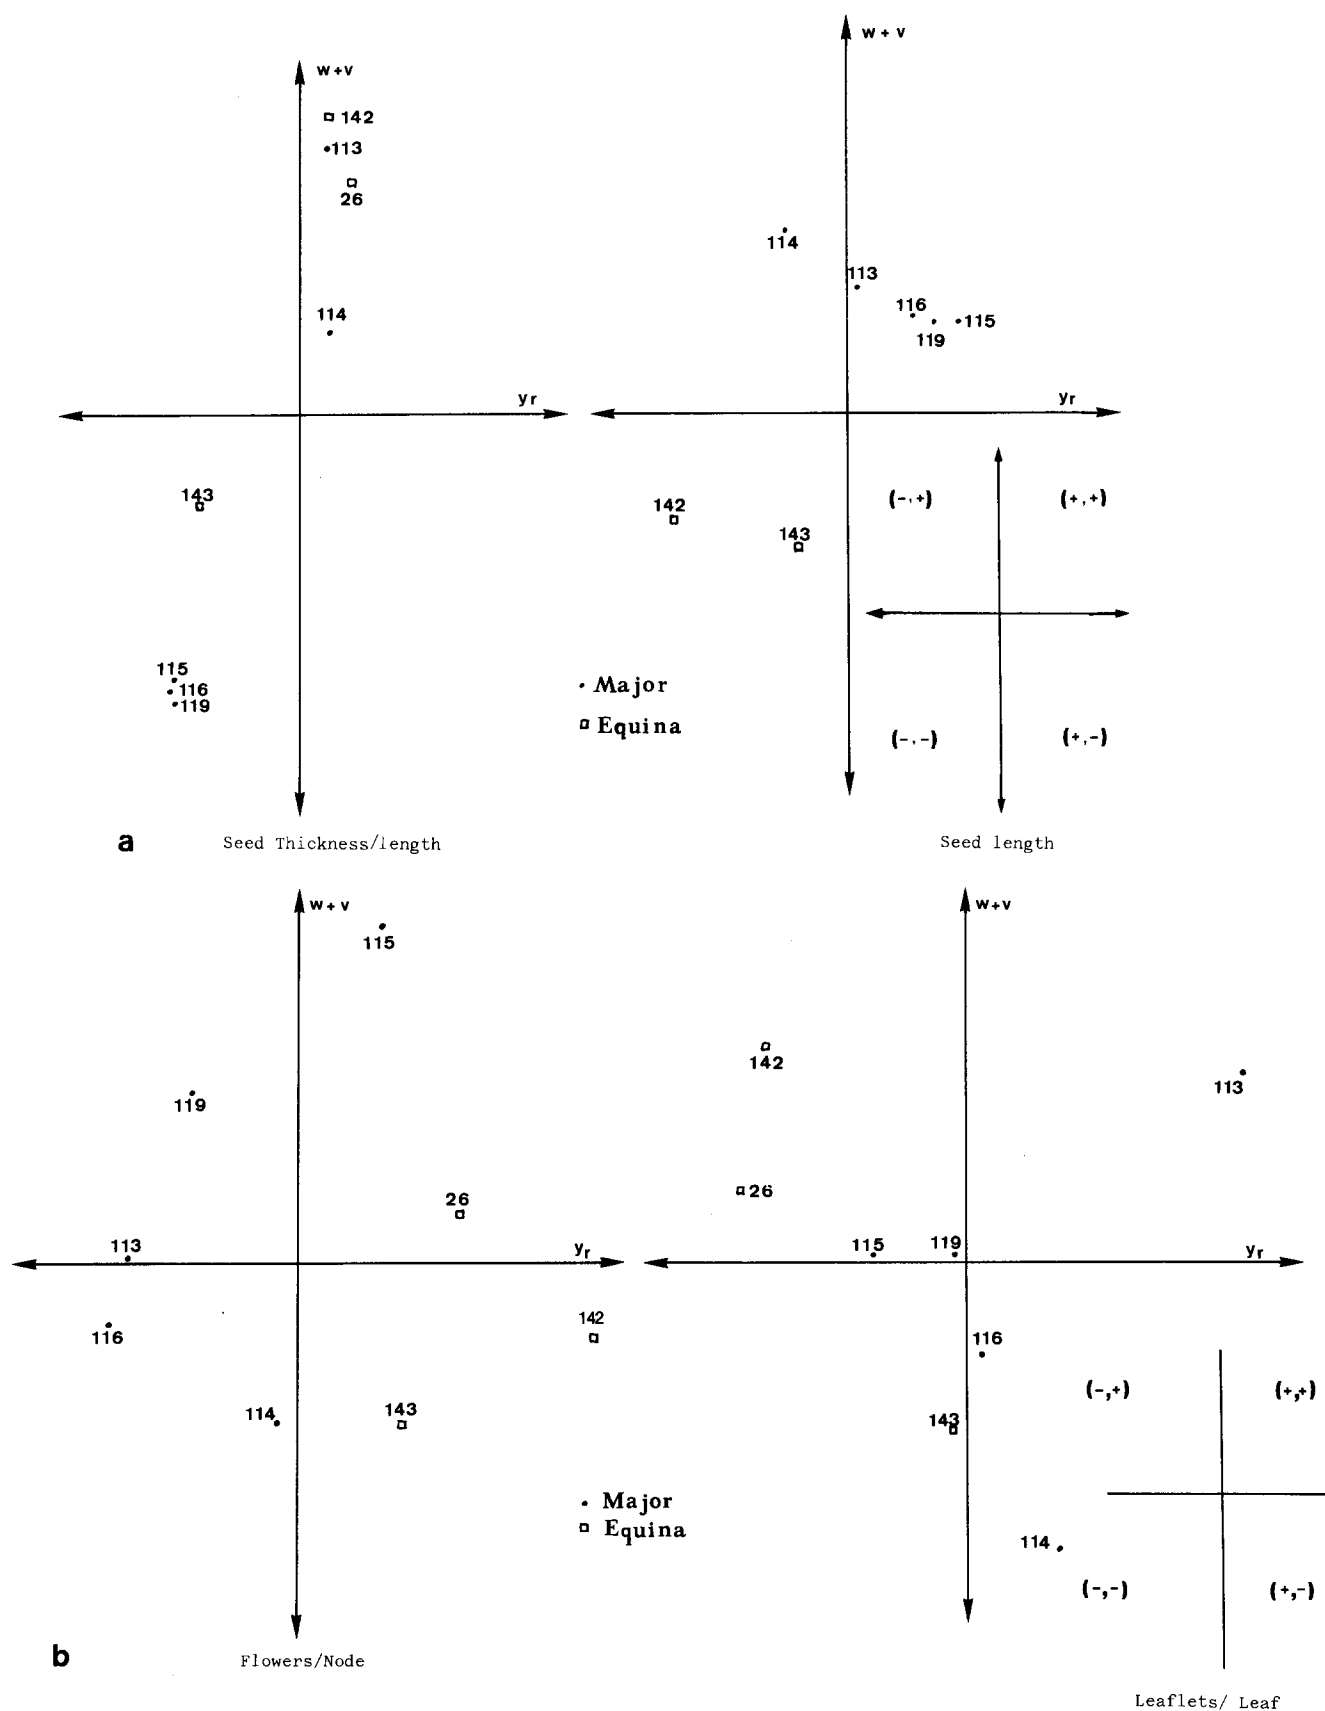 w+v
142
113
26
114
yr
143
115
116
119
a
Seed Thickness/length
w + v
114
113
116
115
119
yr
142
143
(-,+)
(+,+)
(-,-)
(+,-)
Major
Equina
Seed length
w + v
115
119
26
113
yr
142
116
114
143
b
Flowers/Node
w+v
142
113
26
115
119
yr
116
143
114
(-,+)
(+,+)
(-,-)
(+,-)
Major
Equina
Leaflets/ Leaf